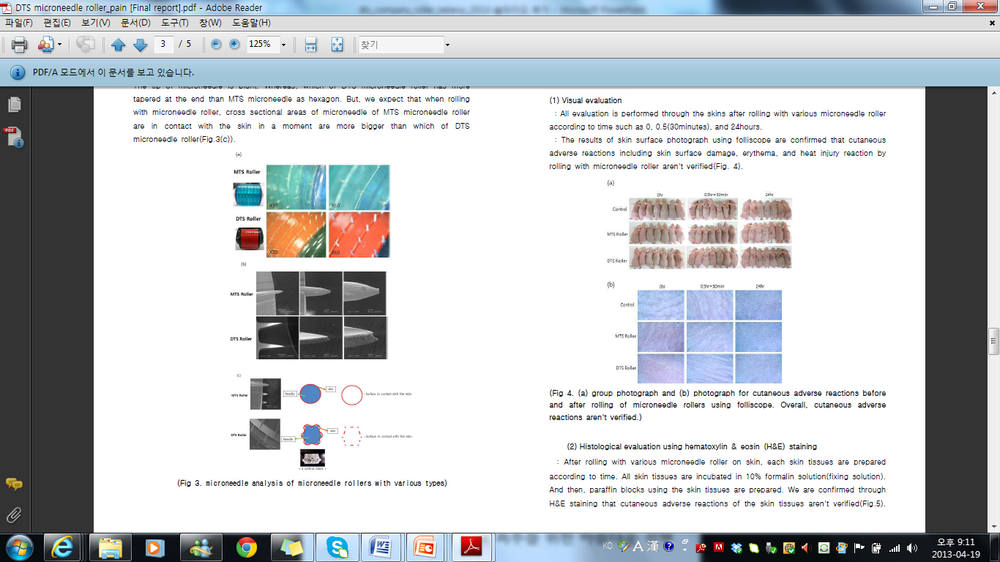 DTS microneedle roller_pain [Final report].pdf - Adobe Reader
파일(F) 편집(E) 보기(V) 문서(D) 도구(T) 창(W) 도움말(H)
3 / 5 125% 찾기
PDF/A 모드에서 이 문서를 보고 있습니다.
The tip of microneedle is blunt. Whereas, which of DTS microneedle roller has more
tapered at the end than MTS microneedle as hexagon. But, we expect that when rolling
with microneedle roller, cross sectional areas of microneedle of MTS microneedle roller
are in contact with the skin in a moment are more bigger than which of DTS
microneedle roller(Fig.3(c)).
(a)
MTS Roller
X30 X60
DTS Roller
X30 X60
(b)
MTS Roller
DTS Roller
(C)
MTS Roller
Needle
skin
: Surface in contact with the skin
DTS Roller
Needle
skin
: Surface in contact with the skin
< a cutting plane >
(Fig 3. microneedle analysis of microneedle rollers with various types)
(1) Visual evaluation
: All evaluation is performed through the skins after rolling with various microneedle roller
according to time such as 0, 0.5(30minutes), and 24hours.
: The results of skin surface photograph using folliscope are confirmed that cutaneous
adverse reactions including skin surface damage, erythema, and heat injury reaction by
rolling with microneedle roller aren't verified(Fig. 4).
(a)
0hr 0.5hr=30min 24hr
Control
MTS Roller
DTS Roller
(b)
0hr 0.5hr=30min 24hr
Control
MTS Roller
DTS Roller
(Fig 4. (a) group photograph and (b) photograph for cutaneous adverse reactions before
and after rolling of microneedle rollers using folliscope. Overall, cutaneous adverse
reactions aren't verified.)
(2) Histological evaluation using hematoxylin & eosin (H&E) staining
: After rolling with various microneedle roller on skin, each skin tissues are prepared
according to time. All skin tissues are incubated in 10% formalin solution(fixing solution).
And then, paraffin blocks using the skin tissues are prepared. We are confirmed through
H&E staining that cutaneous adverse reactions of the skin tissues aren't verified(Fig.5).
KO A 漢
오후 9:11
2013-04-19